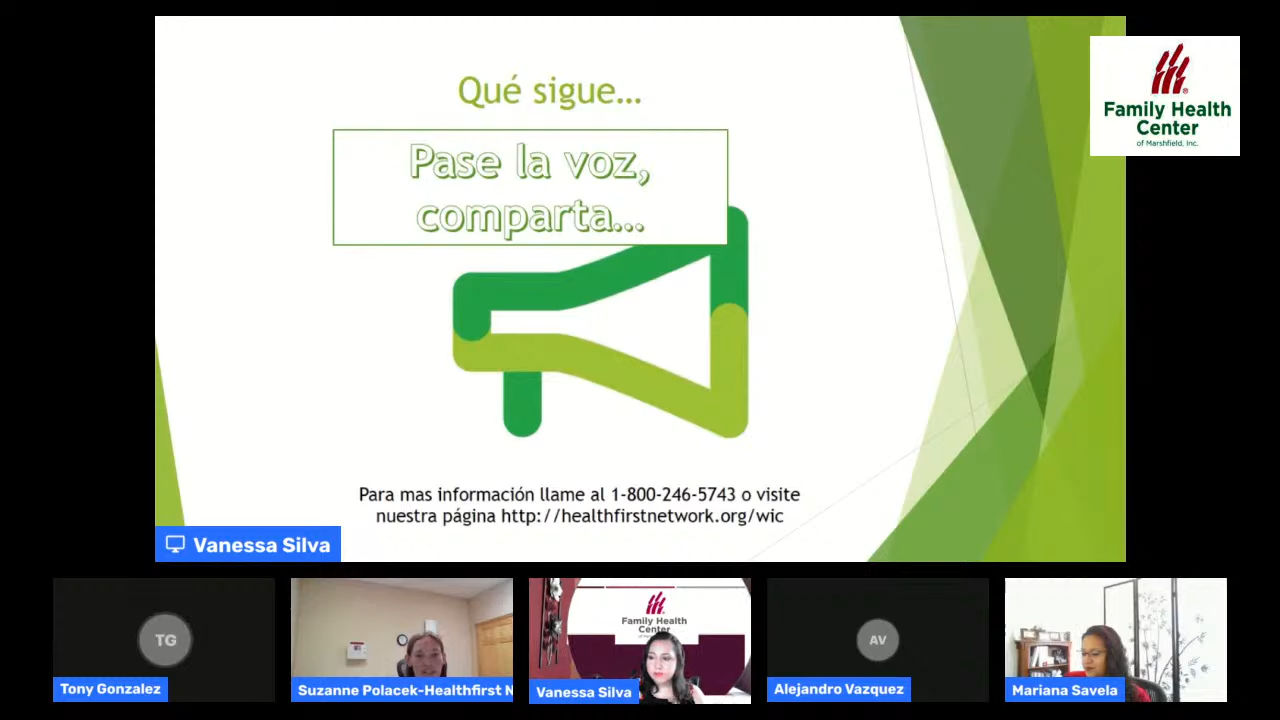 Qué sigue...
Pase la voz,
comparta...
Para mas información llame al 1-800-246-5743 o visite
nuestra página http://healthfirstnetwork.org/wic
Family Health
Center
of Marshfield, Inc.
Vanessa Silva
TG
Tony Gonzalez
Suzanne Polacek-Healthfirst N
Family Health
Center
Vanessa Silva
AV
Alejandro Vazquez
Mariana Savela